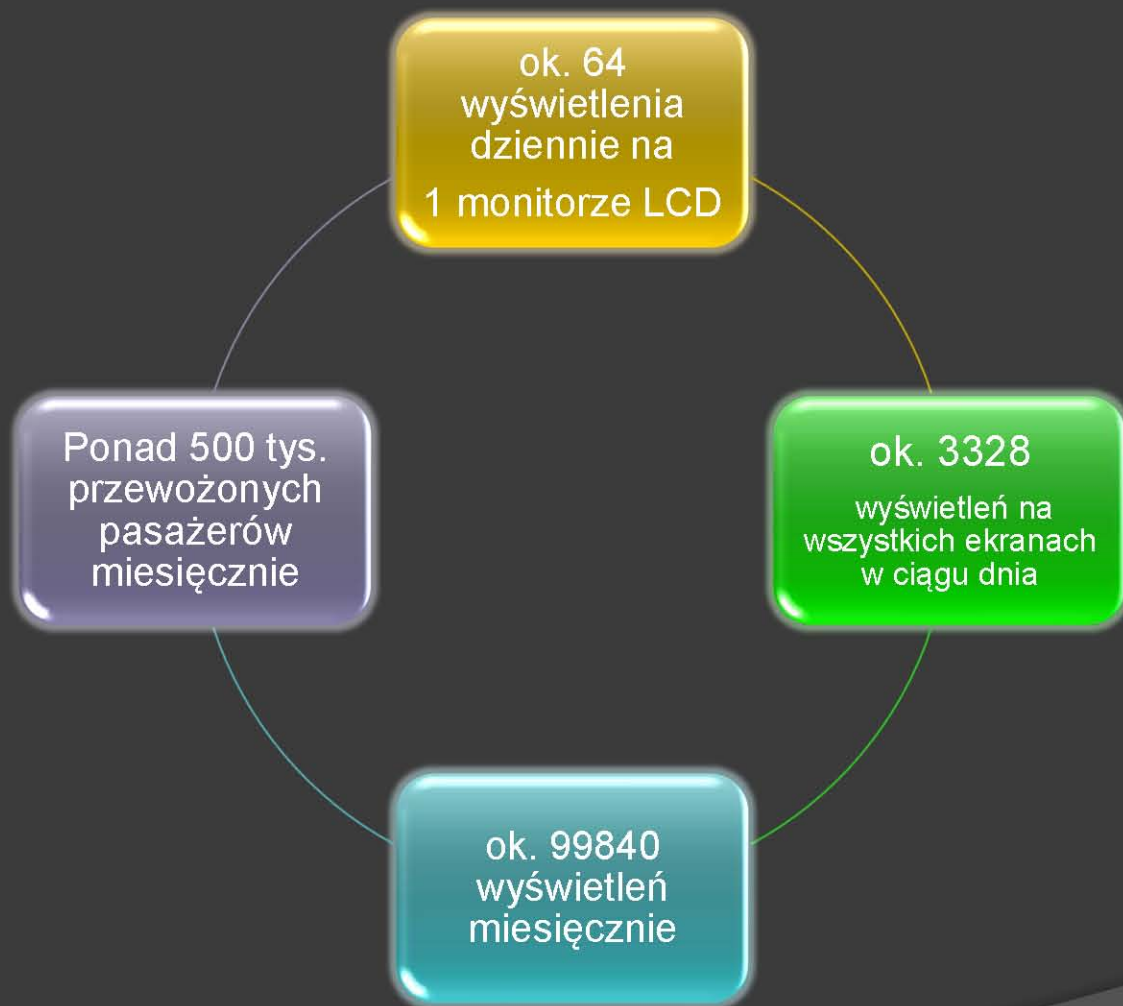 ok. 64
wyświetlenia
dziennie na
1 monitorze LCD
ok. 3328
wyświetleń na
wszystkich ekranach
w ciągu dnia
ok. 99840
wyświetleń
miesięcznie
Ponad 500 tys.
przewożonych
pasażerów
miesięcznie